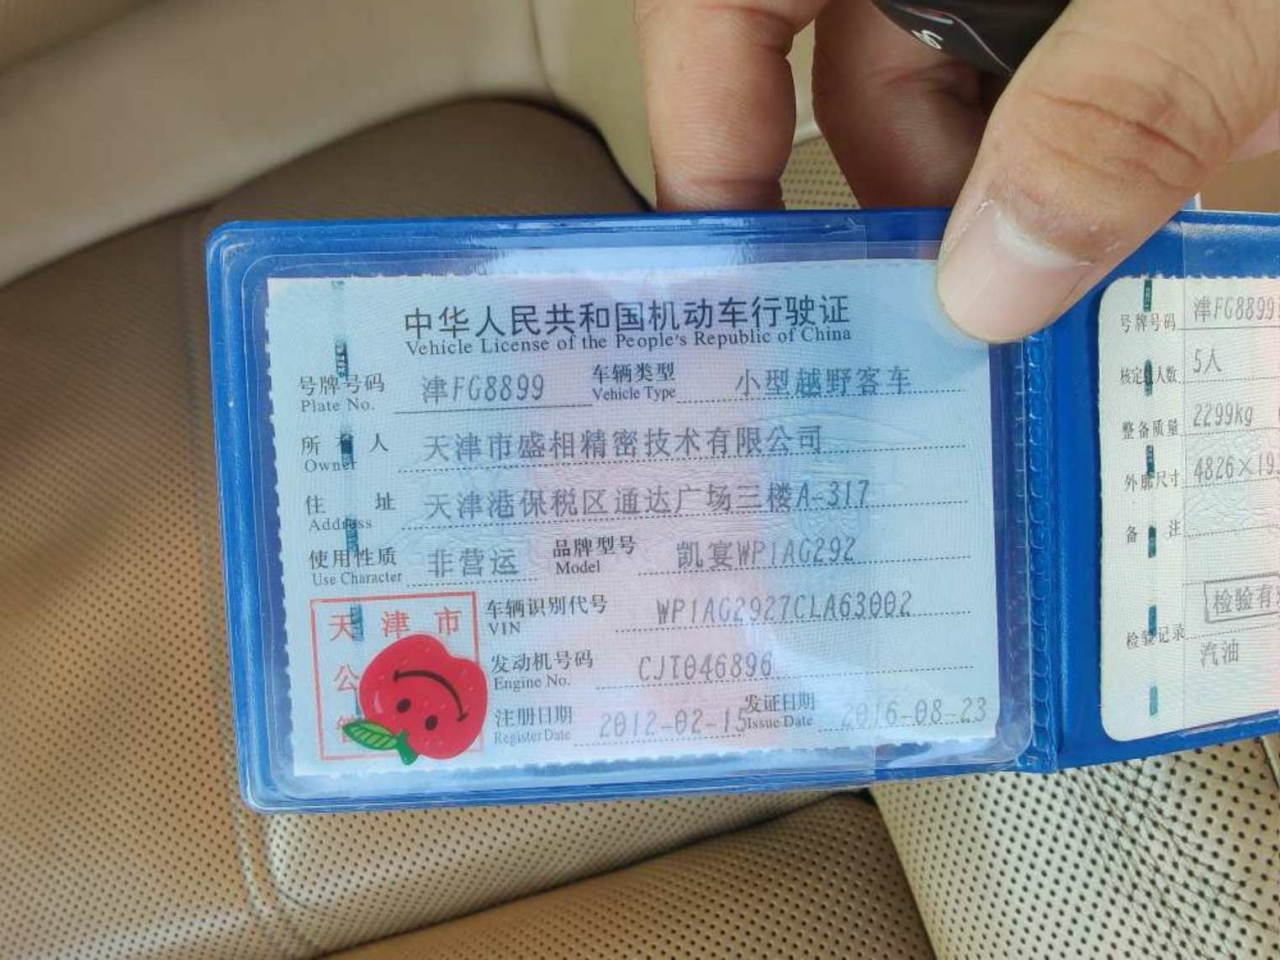 中华人民共和国机动车行驶证
Vehicle License of the People's Republic of China
号牌号码 津FG8899 车辆类型 小型越野客车
Plate No. Vehicle Type
所有人 天津市盛相精密技术有限公司
Owner
住址 天津港保税区通达广场三楼A-317
Address
使用性质 非营运 品牌型号 凯宴WP1AG292
Use Character Model
车辆识别代号 WP1AG2927CLA63002
VIN
发动机号码 CJT046896
Engine No.
注册日期 2012-02-15 发证日期 2016-08-23
Register Date Issue Date
天津市
公
号牌号码 津FG8899
核定 人数 5人
整备质量 2299kg
外廓尺寸 4826×19
备注
检验有
检验记录
汽油